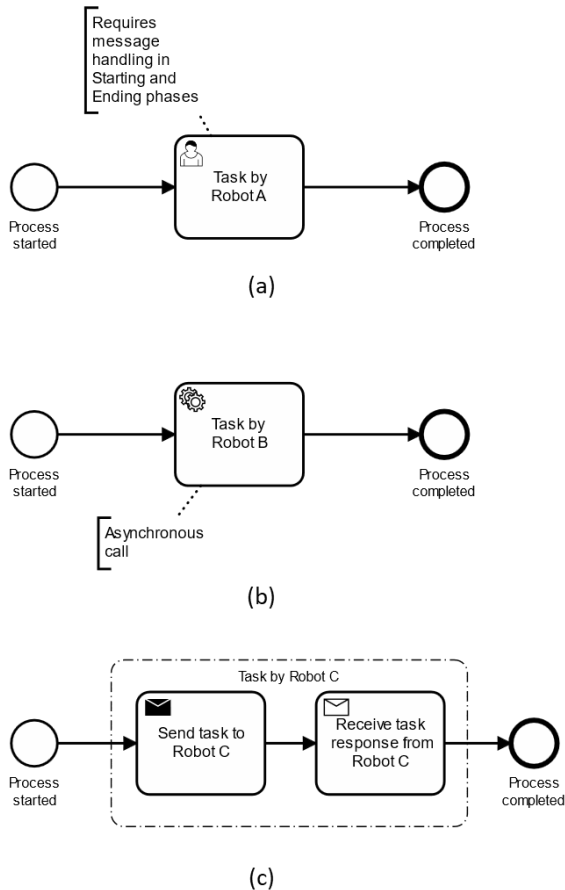 Requires
message
handling in
Starting and
Ending phases
Task by
Robot A
Process
started
Process
completed
(a)
Task by
Robot B
Process
started
Process
completed
Asynchronous
call
(b)
Task by Robot C
Send task to
Robot C
Receive task
response from
Robot C
Process
started
Process
completed
(c)